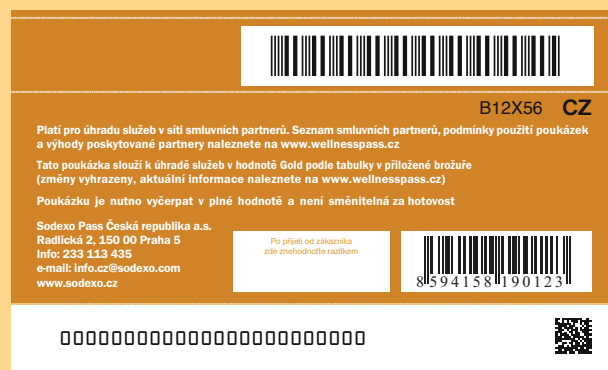 B12X56 CZ
Platí pro úhradu služeb v síti smluvních partnerů. Seznam smluvních partnerů, podmínky použití poukázek
a výhody poskytované partnery naleznete na www.wellnesspass.cz
Tato poukázka slouží k úhradě služeb v hodnotě Gold podle tabulky v přiložené brožuře
(změny vyhrazeny, aktuální informace naleznete na www.wellnesspass.cz)
Poukázku je nutno vyčerpat v plné hodnotě a není směnitelná za hotovost
Sodexo Pass Česká republika a.s.
Radlická 2, 150 00 Praha 5
Info: 233 113 435
e-mail: info.cz@sodexo.com
www.sodexo.cz
Po přijetí od zákazníka
zde znehodnoťte razítkem
8 594158 190123